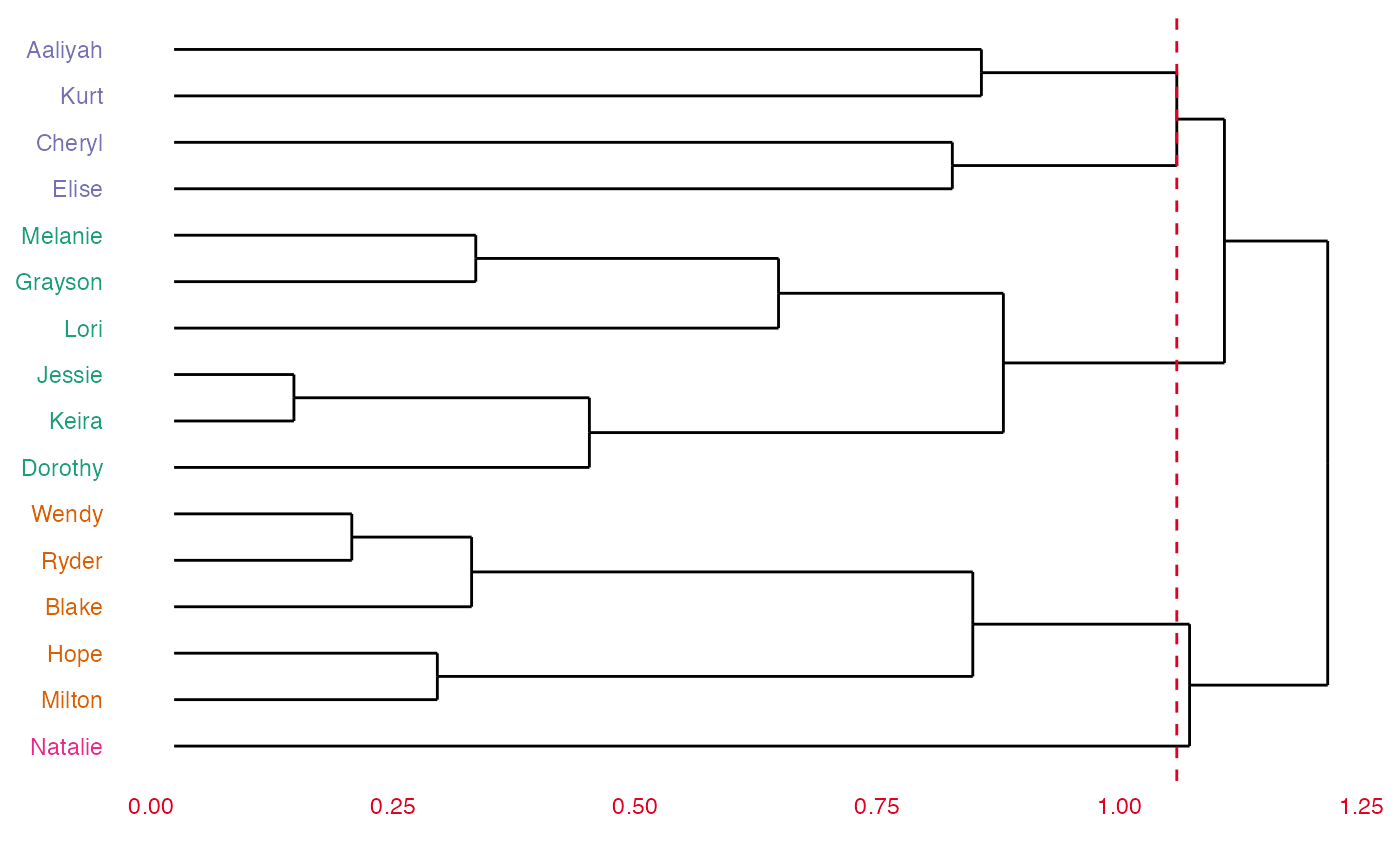 Aaliyah
Kurt
Cheryl
Elise
Melanie
Grayson
Lori
Jessie
Keira
Dorothy
Wendy
Ryder
Blake
Hope
Milton
Natalie
0.00 0.25 0.50 0.75 1.00 1.25